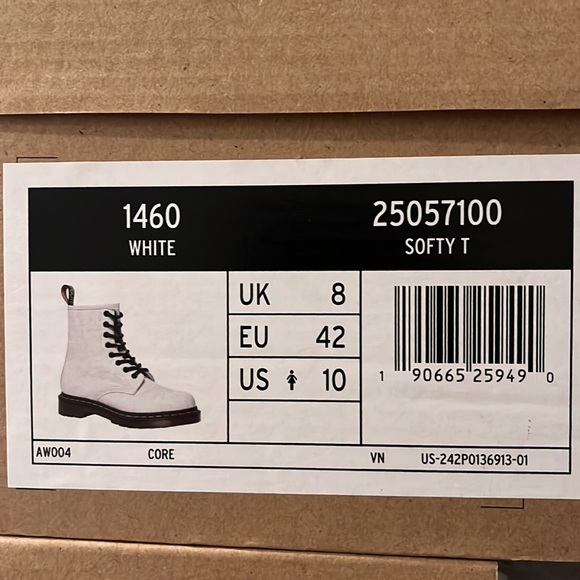 1460
WHITE
25057100
SOFTY T
UK 8
EU 42
US 10
1 90665 25949 0
AW004 CORE VN US-242P0136913-01